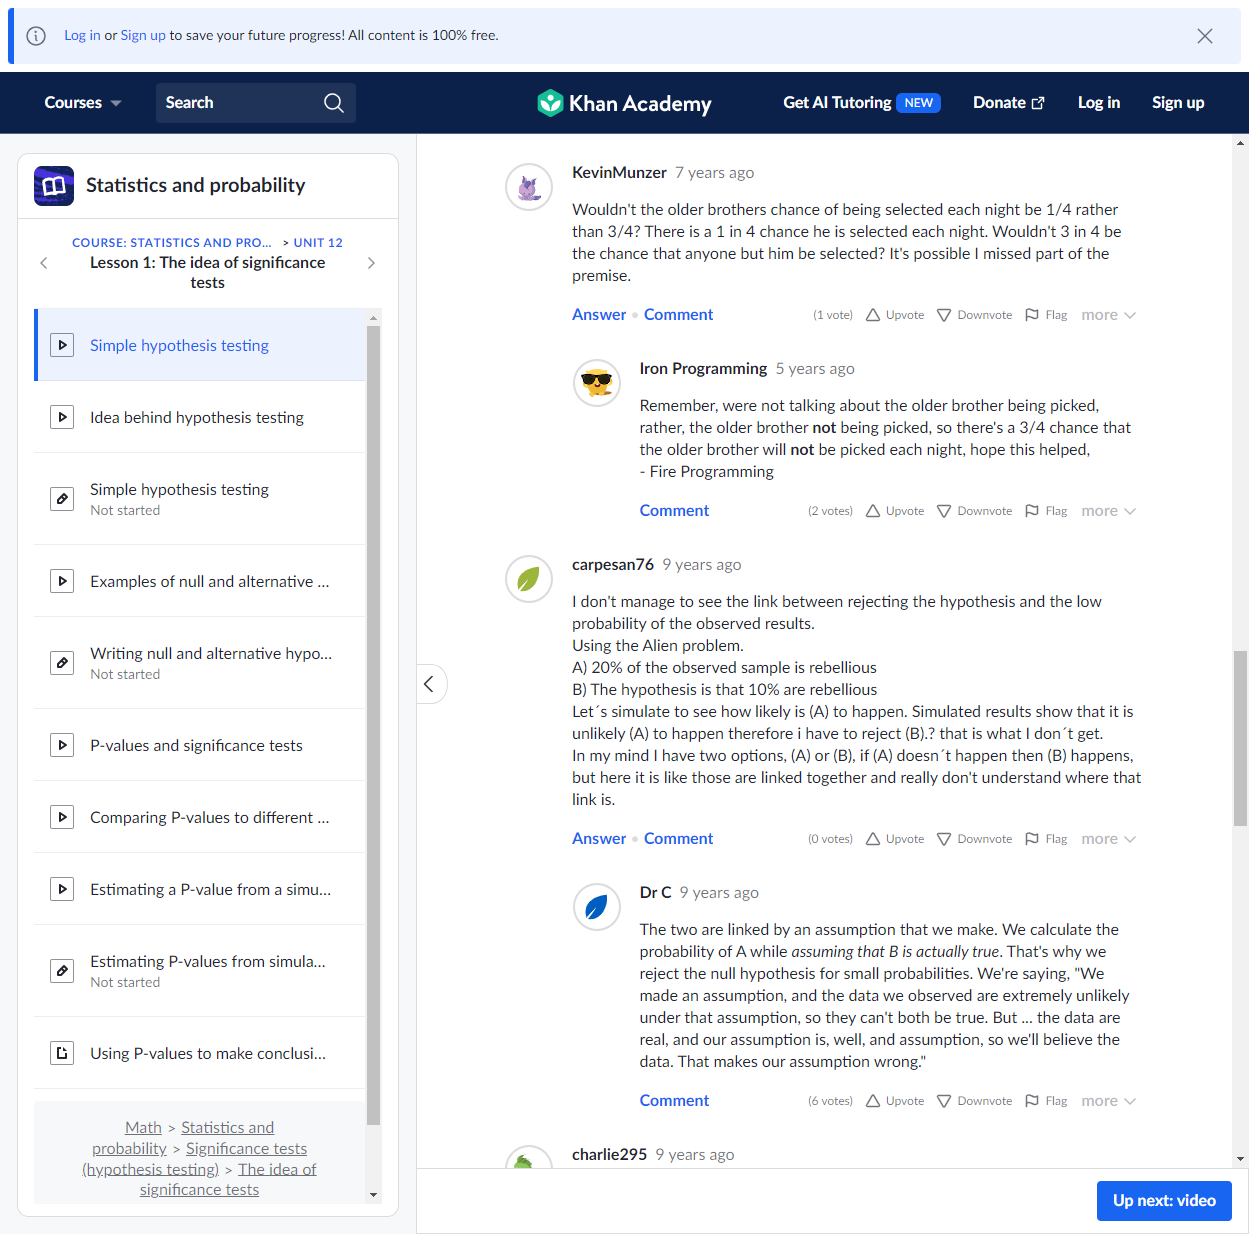 Log in or Sign up to save your future progress! All content is 100% free.
Courses
Search
Khan Academy
Get AI Tutoring NEW
Donate
Log in
Sign up
Statistics and probability
COURSE: STATISTICS AND PRO... > UNIT 12
Lesson 1: The idea of significance
tests
Simple hypothesis testing
Idea behind hypothesis testing
Simple hypothesis testing
Not started
Examples of null and alternative ...
Writing null and alternative hypo...
Not started
P-values and significance tests
Comparing P-values to different ...
Estimating a P-value from a simu...
Estimating P-values from simula...
Not started
Using P-values to make conclusi...
Math > Statistics and
probability > Significance tests
(hypothesis testing) > The idea of
significance tests
KevinMunzer 7 years ago
Wouldn't the older brothers chance of being selected each night be 1/4 rather
than 3/4? There is a 1 in 4 chance he is selected each night. Wouldn't 3 in 4 be
the chance that anyone but him be selected? It's possible I missed part of the
premise.
Answer • Comment (1 vote) Upvote Downvote Flag more
Iron Programming 5 years ago
Remember, were not talking about the older brother being picked,
rather, the older brother not being picked, so there's a 3/4 chance that
the older brother will not be picked each night, hope this helped,
- Fire Programming
Comment (2 votes) Upvote Downvote Flag more
carpesan76 9 years ago
I don't manage to see the link between rejecting the hypothesis and the low
probability of the observed results.
Using the Alien problem.
A) 20% of the observed sample is rebellious
B) The hypothesis is that 10% are rebellious
Let´s simulate to see how likely is (A) to happen. Simulated results show that it is
unlikely (A) to happen therefore i have to reject (B).? that is what I don´t get.
In my mind I have two options, (A) or (B), if (A) doesn´t happen then (B) happens,
but here it is like those are linked together and really don't understand where that
link is.
Answer • Comment (0 votes) Upvote Downvote Flag more
Dr C 9 years ago
The two are linked by an assumption that we make. We calculate the
probability of A while assuming that B is actually true. That's why we
reject the null hypothesis for small probabilities. We're saying, "We
made an assumption, and the data we observed are extremely unlikely
under that assumption, so they can't both be true. But ... the data are
real, and our assumption is, well, and assumption, so we'll believe the
data. That makes our assumption wrong."
Comment (6 votes) Upvote Downvote Flag more
charlie295 9 years ago
Up next: video